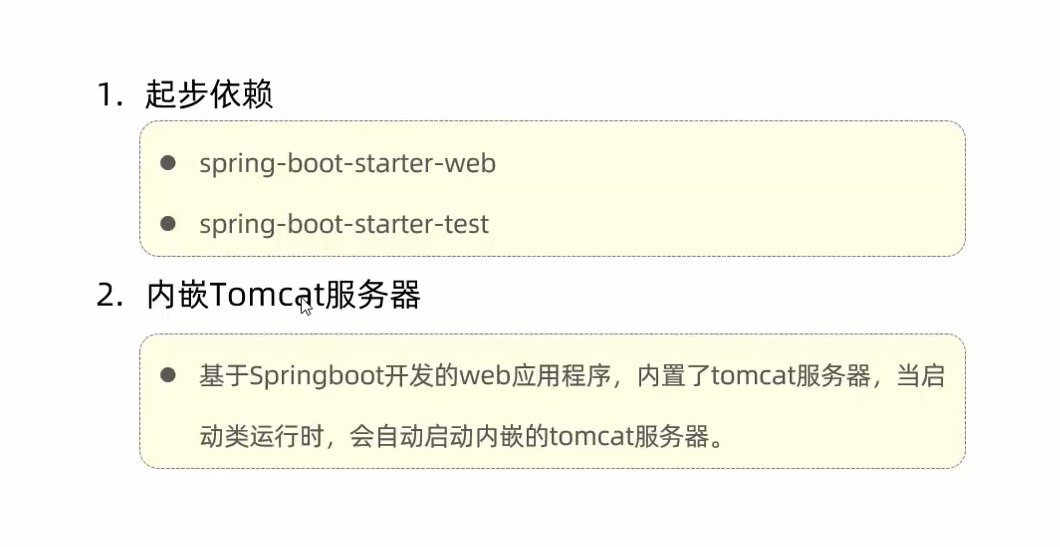 1. 起步依赖
● spring-boot-starter-web
● spring-boot-starter-test
2. 内嵌Tomcat服务器
● 基于Springboot开发的web应用程序，内置了tomcat服务器，当启
动类运行时，会自动启动内嵌的tomcat服务器。